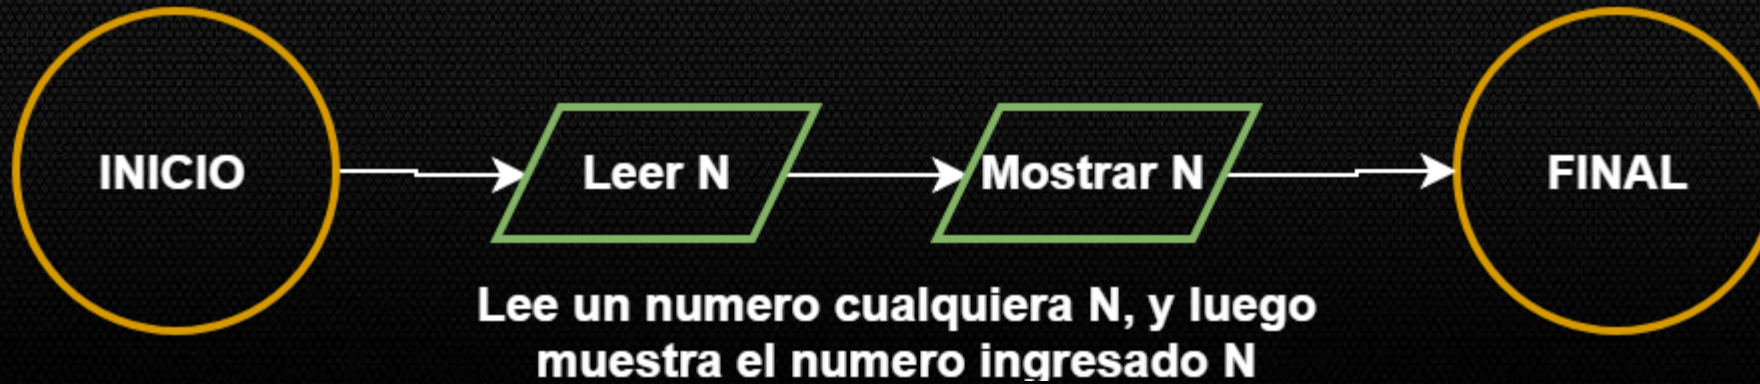 INICIO
Leer N
Mostrar N
FINAL
Lee un numero cualquiera N, y luego
muestra el numero ingresado N